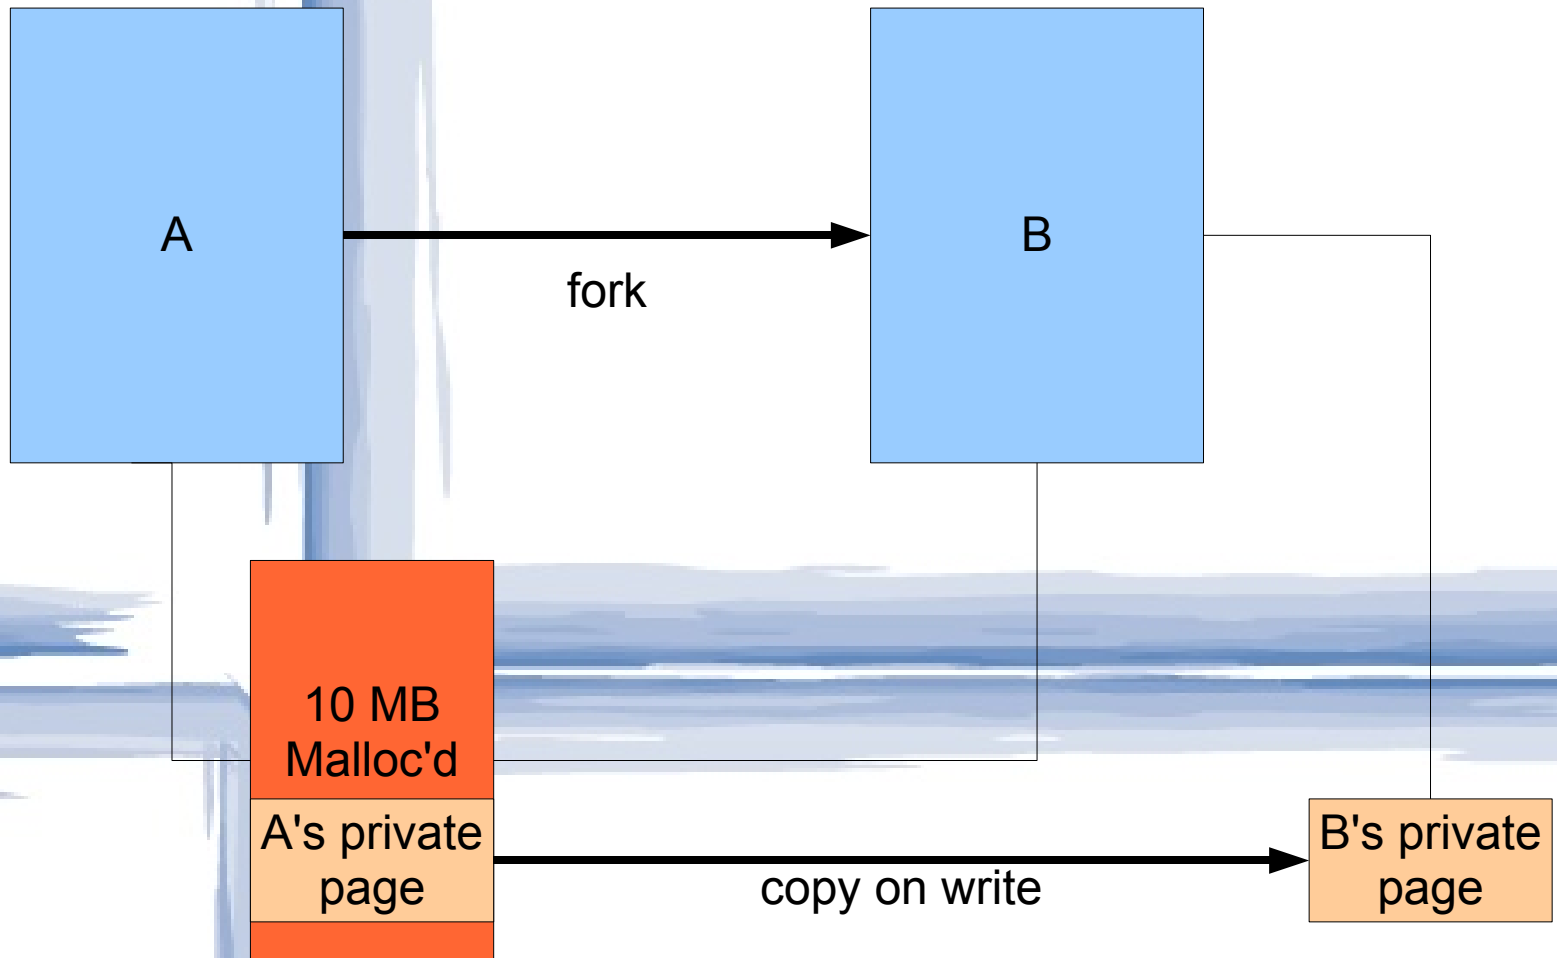 A
B
fork
10 MB
Malloc'd
A's private
page
B's private
page
copy on write